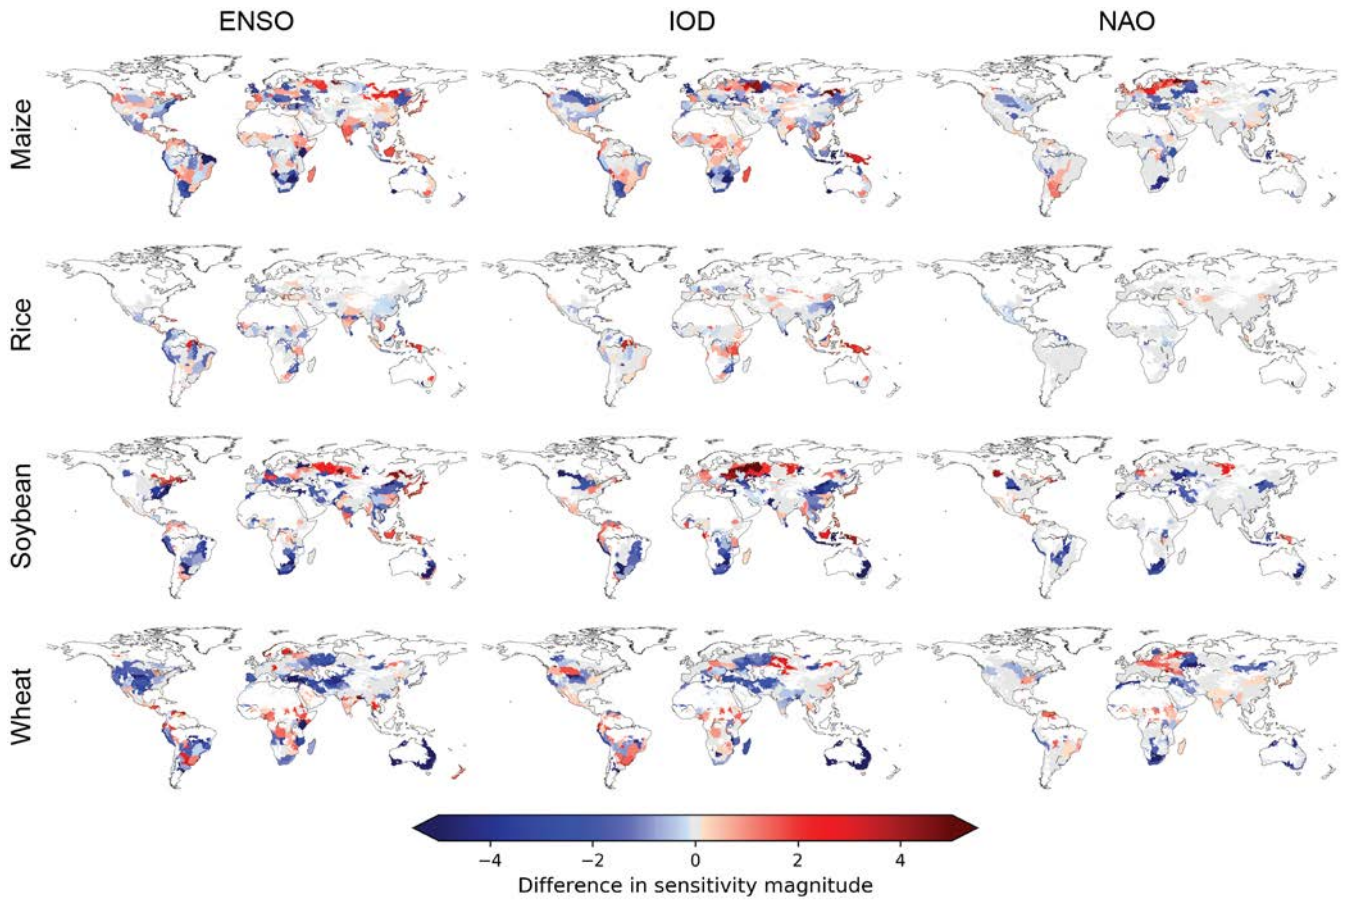 ENSO IOD NAO
Maize
Rice
Soybean
Wheat
−4 −2 0 2 4
Difference in sensitivity magnitude